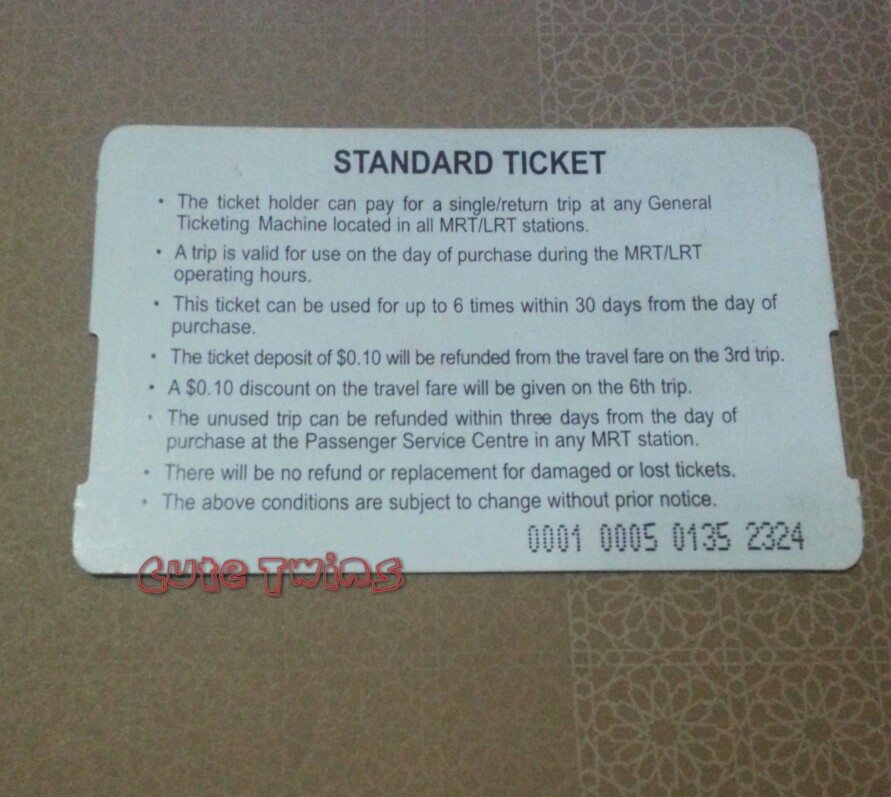 STANDARD TICKET
• The ticket holder can pay for a single/return trip at any General
Ticketing Machine located in all MRT/LRT stations.
• A trip is valid for use on the day of purchase during the MRT/LRT
operating hours.
• This ticket can be used for up to 6 times within 30 days from the day of
purchase.
• The ticket deposit of $0.10 will be refunded from the travel fare on the 3rd trip.
• A $0.10 discount on the travel fare will be given on the 6th trip.
• The unused trip can be refunded within three days from the day of
purchase at the Passenger Service Centre in any MRT station.
• There will be no refund or replacement for damaged or lost tickets.
• The above conditions are subject to change without prior notice.
0001 0005 0135 2324
Cute Twins